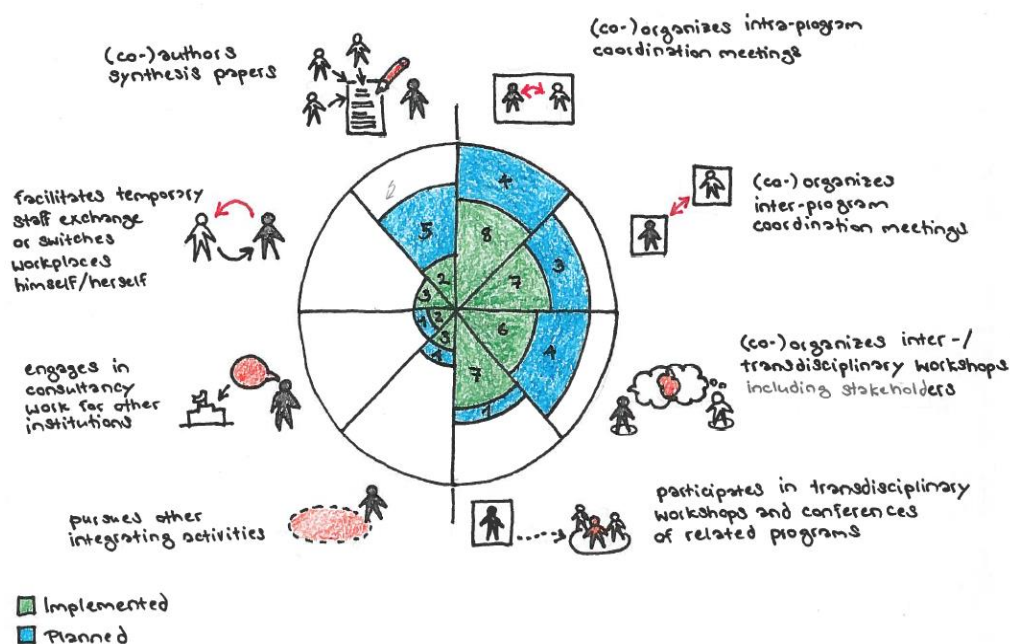 (co-)authors
synthesis papers
(co-)organizes intra-program
coordination meetings
facilitates temporary
staff exchange
or switches
workplaces
himself/herself
(co-)organizes
inter-program
coordination meetings
engages in
consultancy
work for other
institutions
(co-)organizes inter-/
transdisciplinary workshops
including stakeholders
pursues other
integrating activities
participates in transdisciplinary
workshops and conferences
of related programs
4
8
5
2
3
7
3
1
2
6
4
3
1
7
1
Implemented
Planned